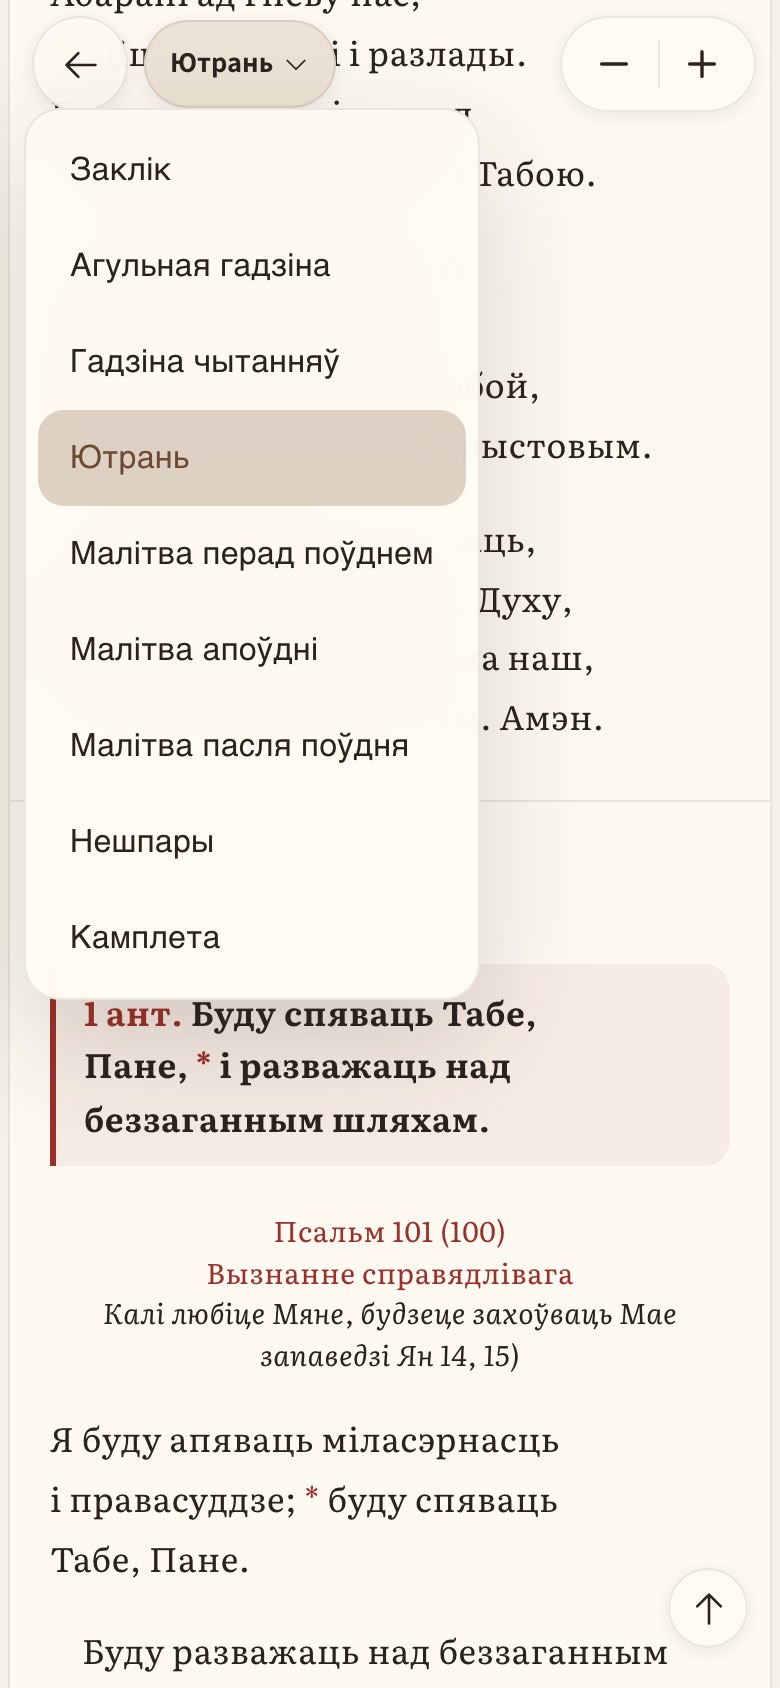 Ютрань
і разлады.
Заклік
Табою.
Агульная гадзіна
Гадзіна чытанняў
Ютрань
Малітва перад поўднем
Духу,
Малітва апоўдні
а наш,
Малітва пасля поўдня
. Амэн.
Нешпары
Камплета
1 ант. Буду спяваць Табе,
Пане, * і разважаць над
беззаганным шляхам.
Псальм 101 (100)
Вызнанне справядлівага
Калі любіце Мяне, будзеце захоўваць Мае
запаведзі Ян 14, 15)
Я буду апяваць міласэрнасць
і правасуддзе; * буду спяваць
Табе, Пане.
Буду разважаць над беззаганным